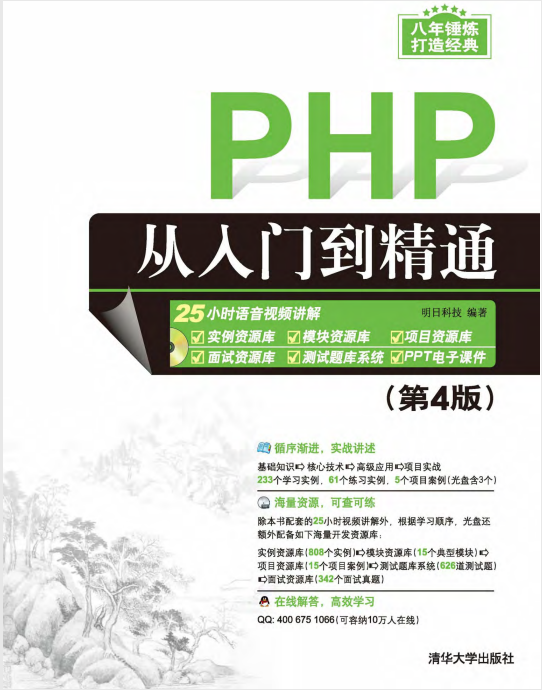 八年锤炼
打造经典
PHP
从入门到精通
25小时语音视频讲解
明日科技 编著
实例资源库 模块资源库 项目资源库
面试资源库 测试题库系统 PPT电子课件
(第4版)
循序渐进，实战讲述
基础知识➪核心技术➪高级应用➪项目实战
233个学习实例，61个练习实例，5个项目案例(光盘含3个)
海量资源，可查可练
除本书配套的25小时视频讲解外，根据学习顺序，光盘还
额外配备如下海量开发资源库：
实例资源库(808个实例)➪模块资源库(15个典型模块)➪
项目资源库(15个项目案例)➪测试题库系统(626道测试题)
➪面试资源库(342个面试真题)
在线解答，高效学习
QQ: 400 675 1066(可容纳10万人在线)
清华大学出版社